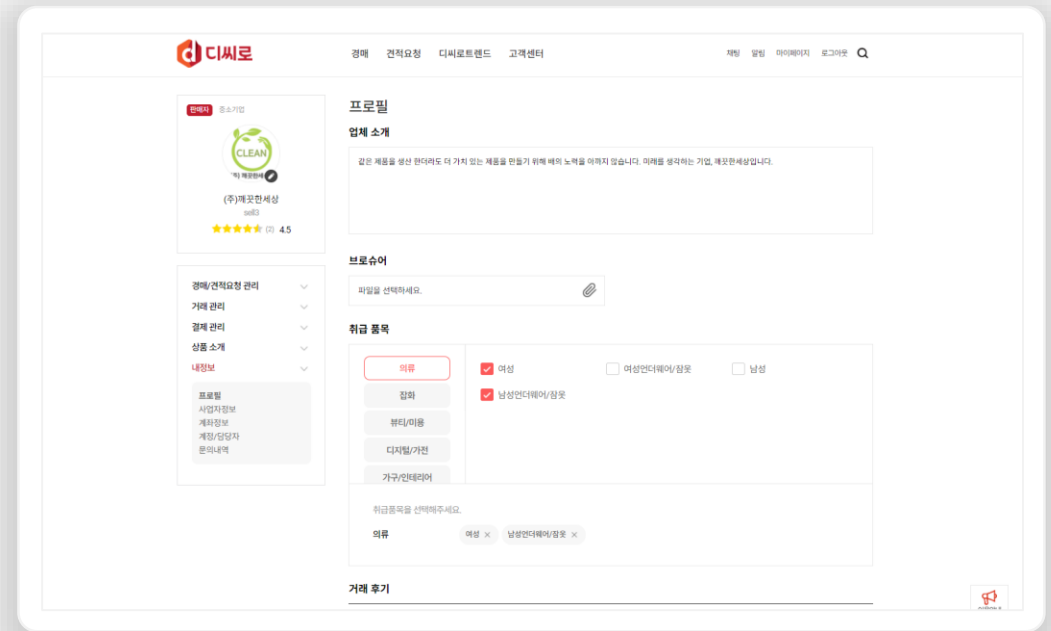 디씨로
경매 견적요청 디씨로트렌드 고객센터
채팅 알림 마이페이지 로그아웃
판매자 중소기업
CLEAN
(주)깨끗한세상
sell3
(2) 4.5
경매/견적요청 관리
거래 관리
결제 관리
상품 소개
내정보
프로필
사업자정보
계좌정보
계정/담당자
문의내역
프로필
업체 소개
같은 제품을 생산 한더라도 더 가치 있는 제품을 만들기 위해 배의 노력을 아끼지 않습니다. 미래를 생각하는 기업, 깨끗한세상입니다.
브로슈어
파일을 선택하세요.
취급 품목
의류
잡화
뷰티/미용
디지털/가전
가구/인테리어
여성 여성언더웨어/잠옷 남성
남성언더웨어/잠옷
취급품목을 선택해주세요.
의류 여성 × 남성언더웨어/잠옷 ×
거래 후기